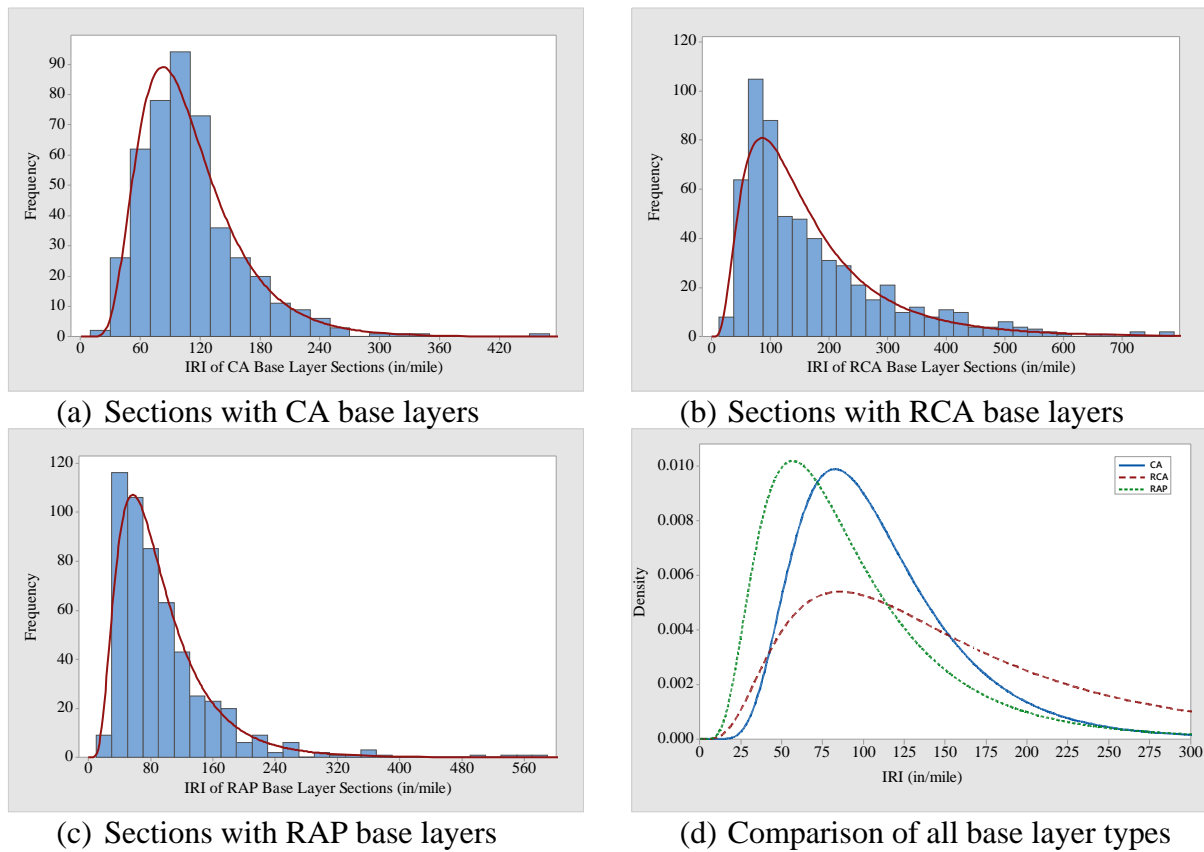 90
80
70
60
50
40
30
20
10
0
Frequency
0 60 120 180 240 300 360 420
IRI of CA Base Layer Sections (in/mile)
(a) Sections with CA base layers
120
100
80
60
40
20
0
Frequency
0 100 200 300 400 500 600 700
IRI of RCA Base Layer Sections (in/mile)
(b) Sections with RCA base layers
120
100
80
60
40
20
0
Frequency
0 80 160 240 320 400 480 560
IRI of RAP Base Layer Sections (in/mile)
(c) Sections with RAP base layers
0.010
0.008
0.006
0.004
0.002
0.000
Density
CA
RCA
RAP
0 25 50 75 100 125 150 175 200 225 250 275 300
IRI (in/mile)
(d) Comparison of all base layer types